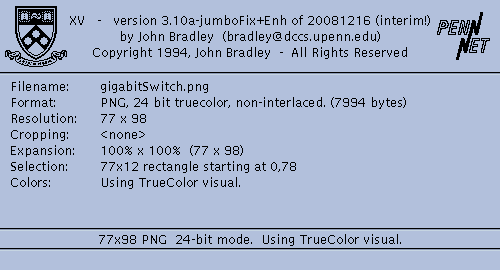 XV   -   version 3.10a-jumboFix+Enh of 20081216 (interim!)
by John Bradley  (bradley@dccs.upenn.edu)
Copyright 1994, John Bradley  -  All Rights Reserved
PENN
NET
Filename: gigabitSwitch.png
Format: PNG, 24 bit truecolor, non-interlaced. (7994 bytes)
Resolution: 77 x 98
Cropping: <none>
Expansion: 100% x 100%  (77 x 98)
Selection: 77x12 rectangle starting at 0,78
Colors: Using TrueColor visual.
77x98 PNG  24-bit mode.  Using TrueColor visual.